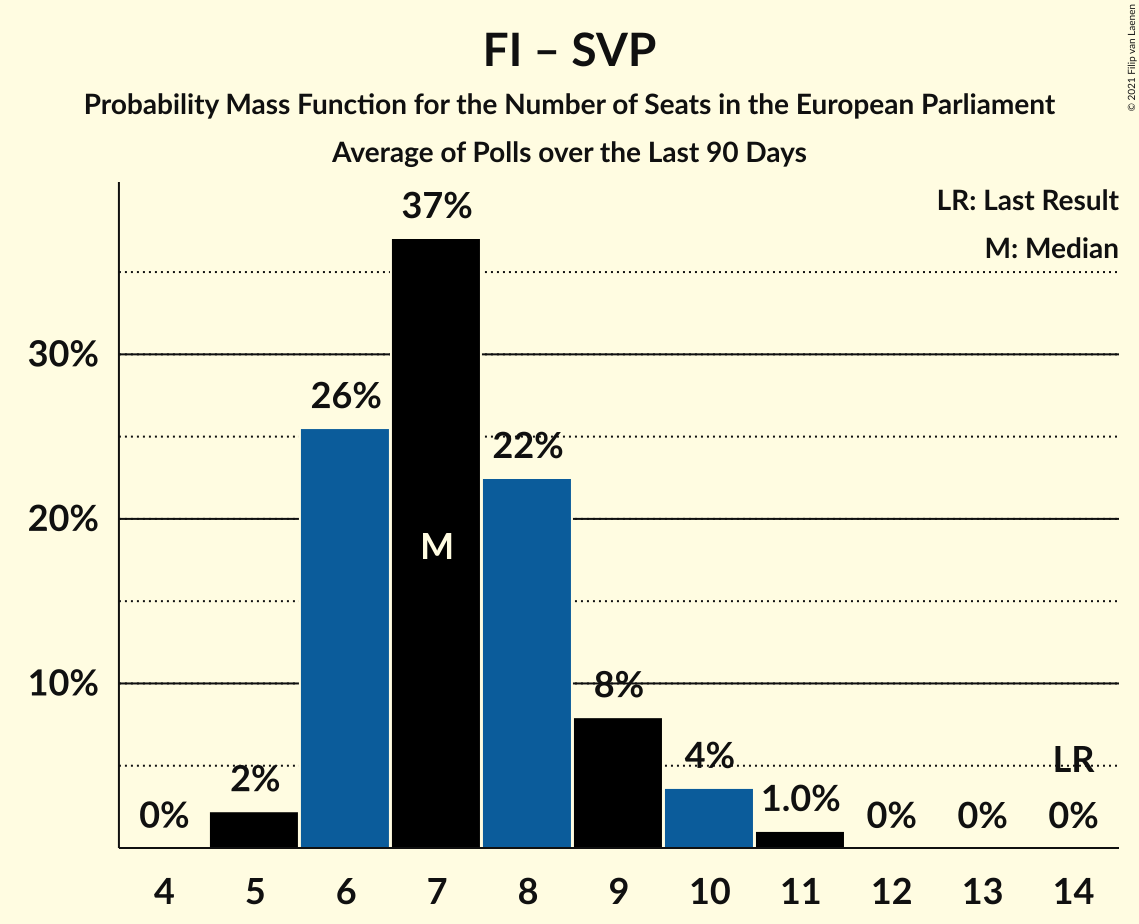 FI – SVP
Probability Mass Function for the Number of Seats in the European Parliament
Average of Polls over the Last 90 Days
© 2021 Filip van Laenen
LR: Last Result
M: Median
30%
20%
10%
0%
2%
26%
37%
M
22%
8%
4%
1.0%
0%
0%
LR
0%
4 5 6 7 8 9 10 11 12 13 14